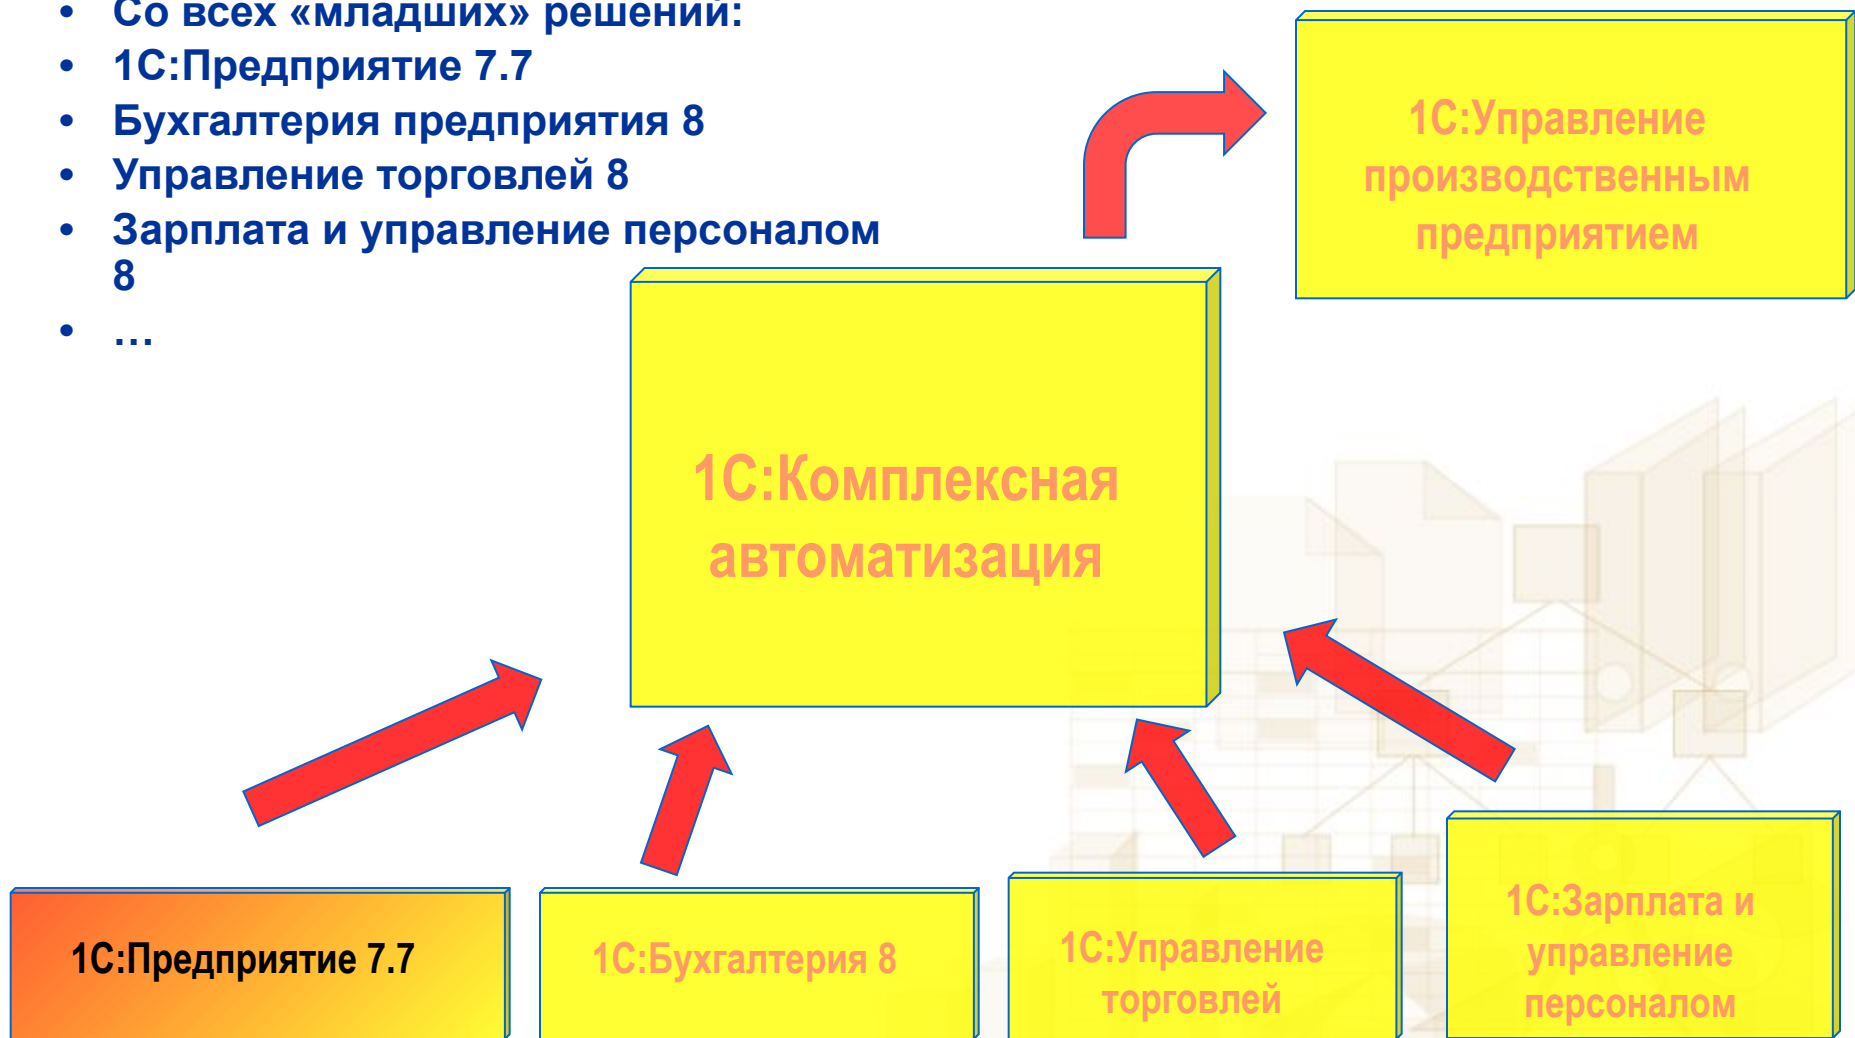 • Со всех «младших» решений:
• 1С:Предприятие 7.7
• Бухгалтерия предприятия 8
• Управление торговлей 8
• Зарплата и управление персоналом
8
• …
1С:Управление
производственным
предприятием
1С:Комплексная
автоматизация
1С:Предприятие 7.7
1С:Бухгалтерия 8
1С:Управление
торговлей
1С:Зарплата и
управление
персоналом